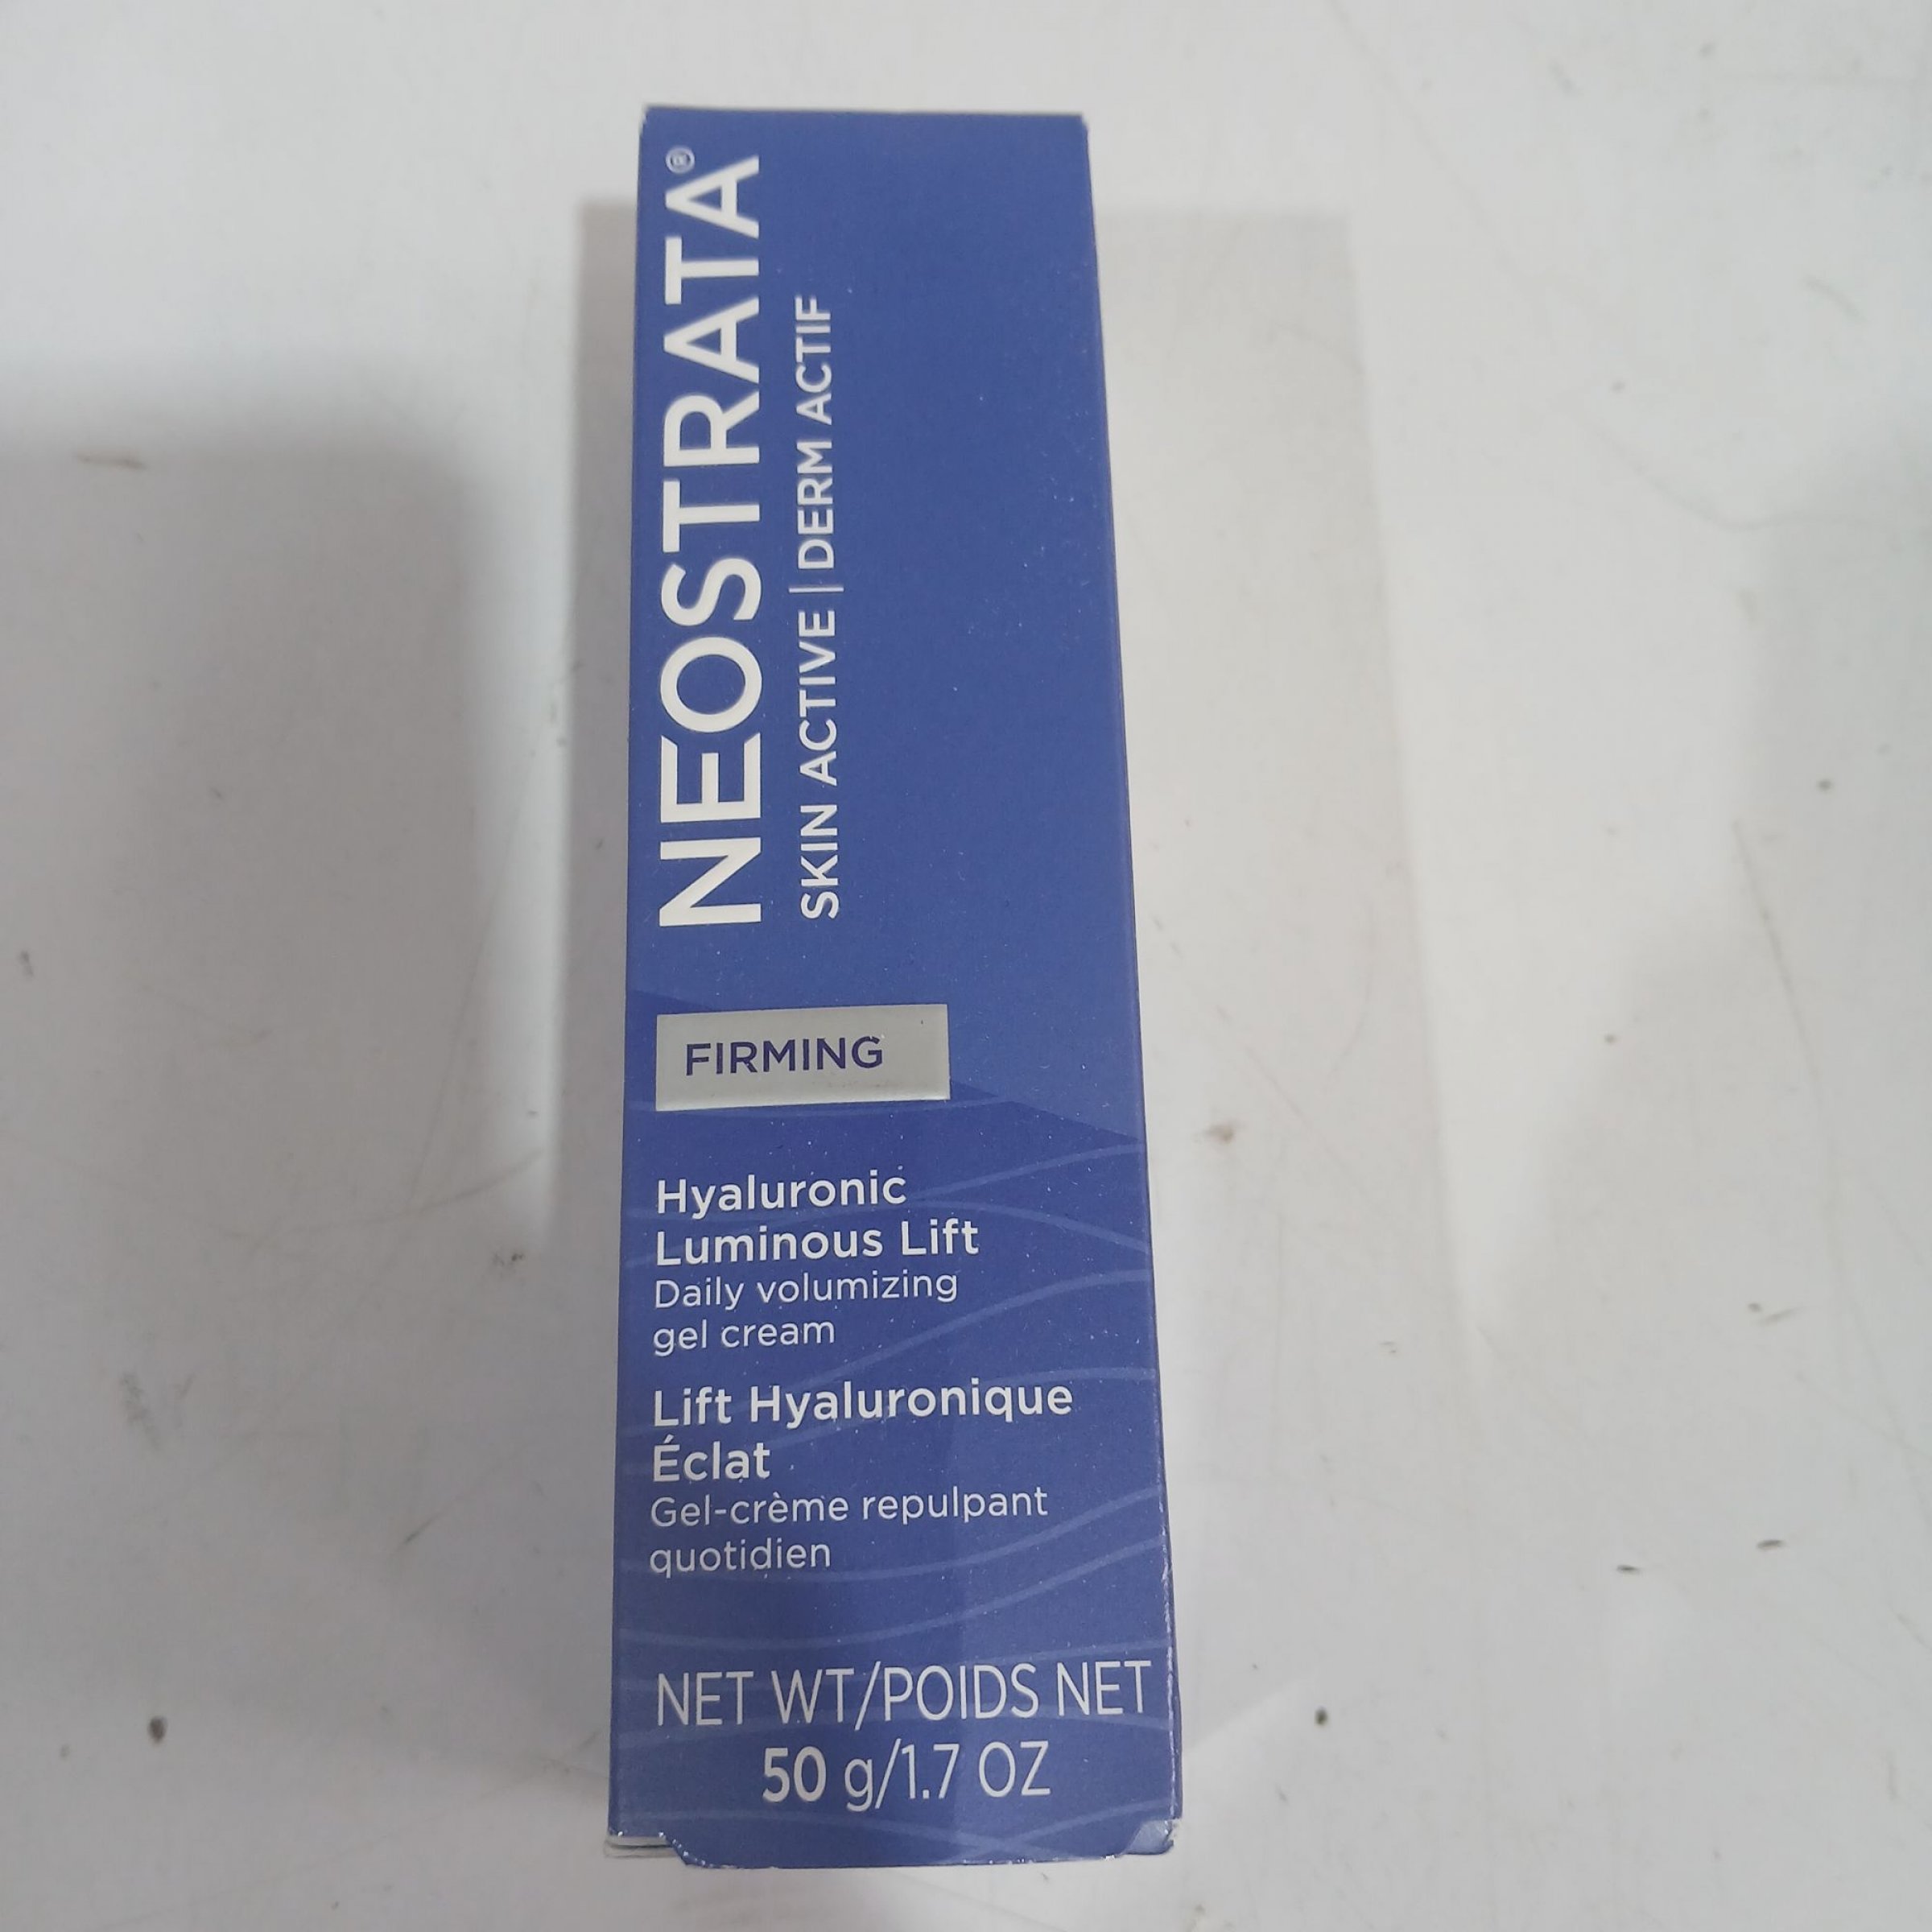 NEOSTRATA®
SKIN ACTIVE | DERM ACTIF
FIRMING
Hyaluronic
Luminous Lift
Daily volumizing
gel cream
Lift Hyaluronique
Éclat
Gel-crème repulpant
quotidien
NET WT/POIDS NET
50 g/1.7 OZ